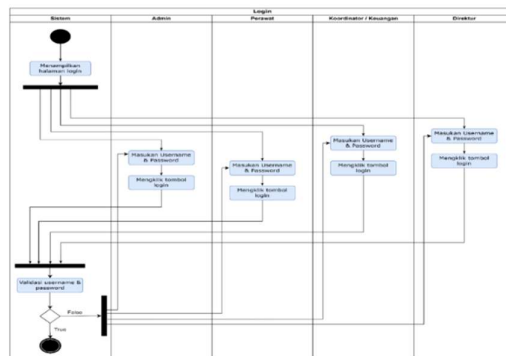 Login
Sistem
Admin
Perawat
Koordinator / Keuangan
Direktur
Menampilkan
halaman login
Masukan Username
& Password
Mengklik tombol
login
Masukan Username
& Password
Mengklik tombol
login
Masukan Username
& Password
Mengklik tombol
login
Masukan Username
& Password
Mengklik tombol
login
Validasi username &
password
False
True